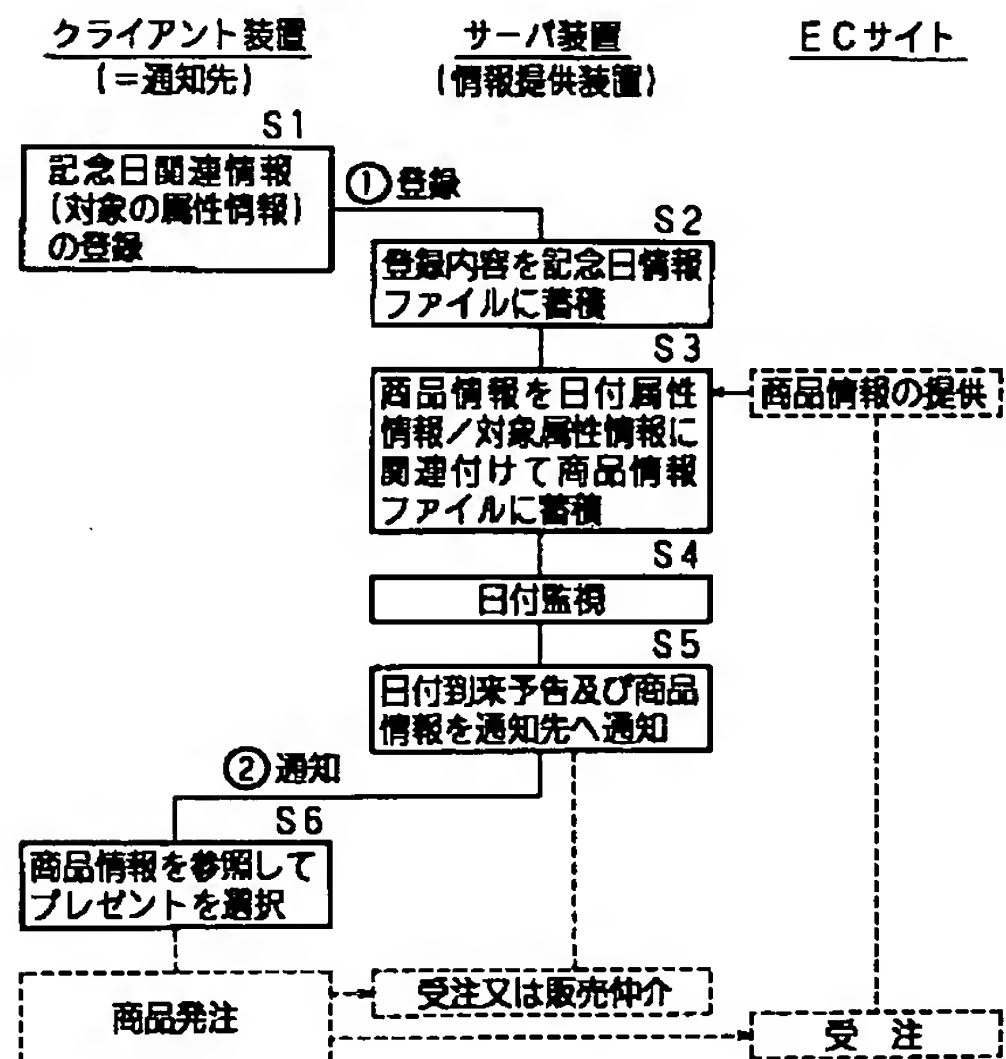 クライアント装置
(=通知先)
サーバ装置
(情報提供装置)
ECサイト
S1
記念日関連情報
(対象の属性情報)
の登録
①登録
S2
登録内容を記念日情報
ファイルに蓄積
S3
商品情報を日付属性
情報/対象属性情報に
関連付けて商品情報
ファイルに蓄積
商品情報の提供
S4
日付監視
S5
日付到来予告及び商品
情報を通知先へ通知
②通知
S6
商品情報を参照して
プレゼントを選択
商品発注
受注又は販売仲介
受 注